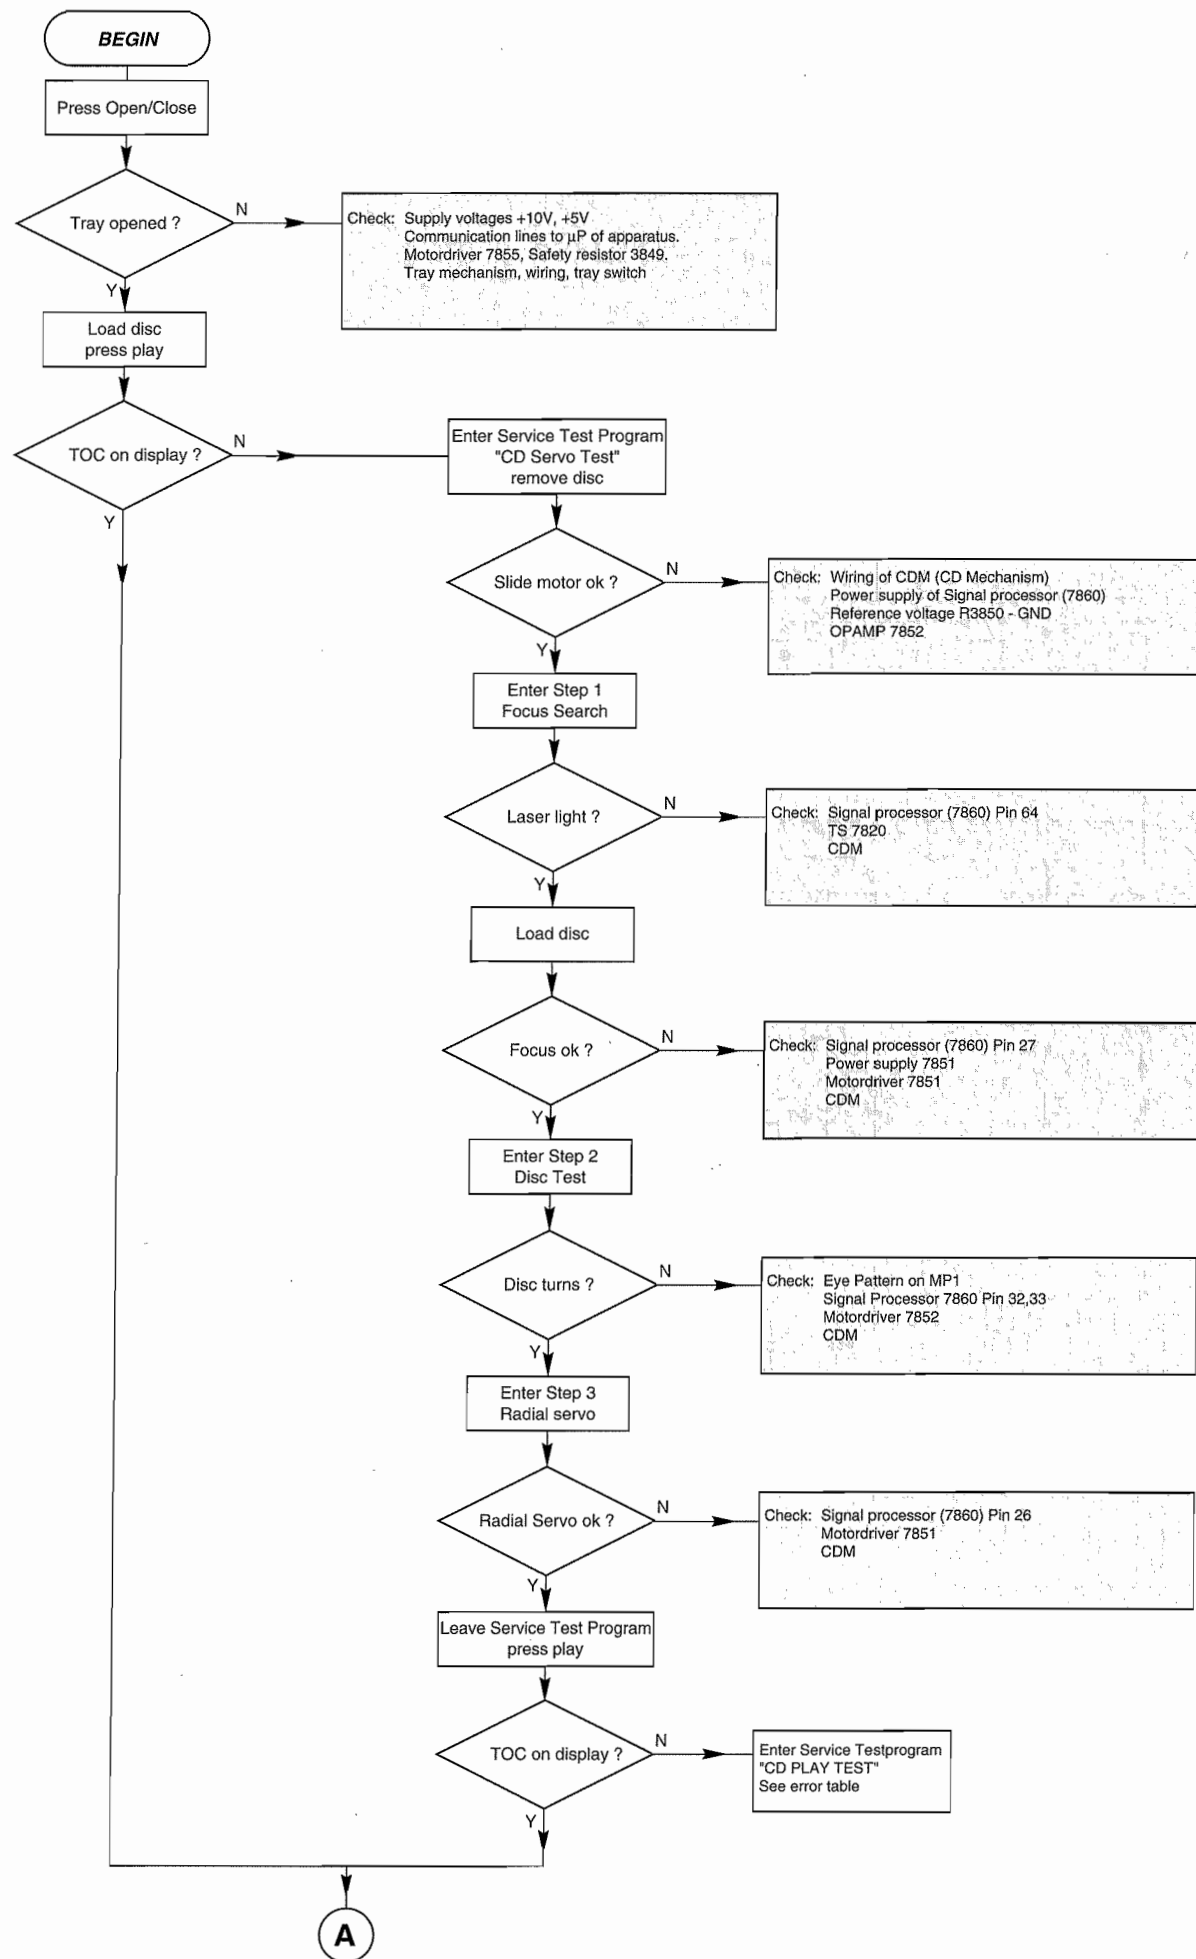 BEGIN
Press Open/Close
Tray opened ?
N
Check: Supply voltages +10V, +5V
Communication lines to µP of apparatus.
Motordriver 7855, Safety resistor 3849.
Tray mechanism, wiring, tray switch
Y
Load disc
press play
TOC on display ?
N
Y
Enter Service Test Program
"CD Servo Test"
remove disc
Slide motor ok ?
N
Check: Wiring of CDM (CD Mechanism)
Power supply of Signal processor (7860)
Reference voltage R3850 - GND
OPAMP 7852
Y
Enter Step 1
Focus Search
Laser light ?
N
Check: Signal processor (7860) Pin 64
TS 7820
CDM
Y
Load disc
Focus ok ?
N
Check: Signal processor (7860) Pin 27
Power supply 7851
Motordriver 7851
CDM
Y
Enter Step 2
Disc Test
Disc turns ?
N
Check: Eye Pattern on MP1
Signal Processor 7860 Pin 32,33
Motordriver 7852
CDM
Y
Enter Step 3
Radial servo
Radial Servo ok ?
N
Check: Signal processor (7860) Pin 26
Motordriver 7851
CDM
Y
Leave Service Test Program
press play
TOC on display ?
N
Enter Service Testprogram
"CD PLAY TEST"
See error table
Y
A